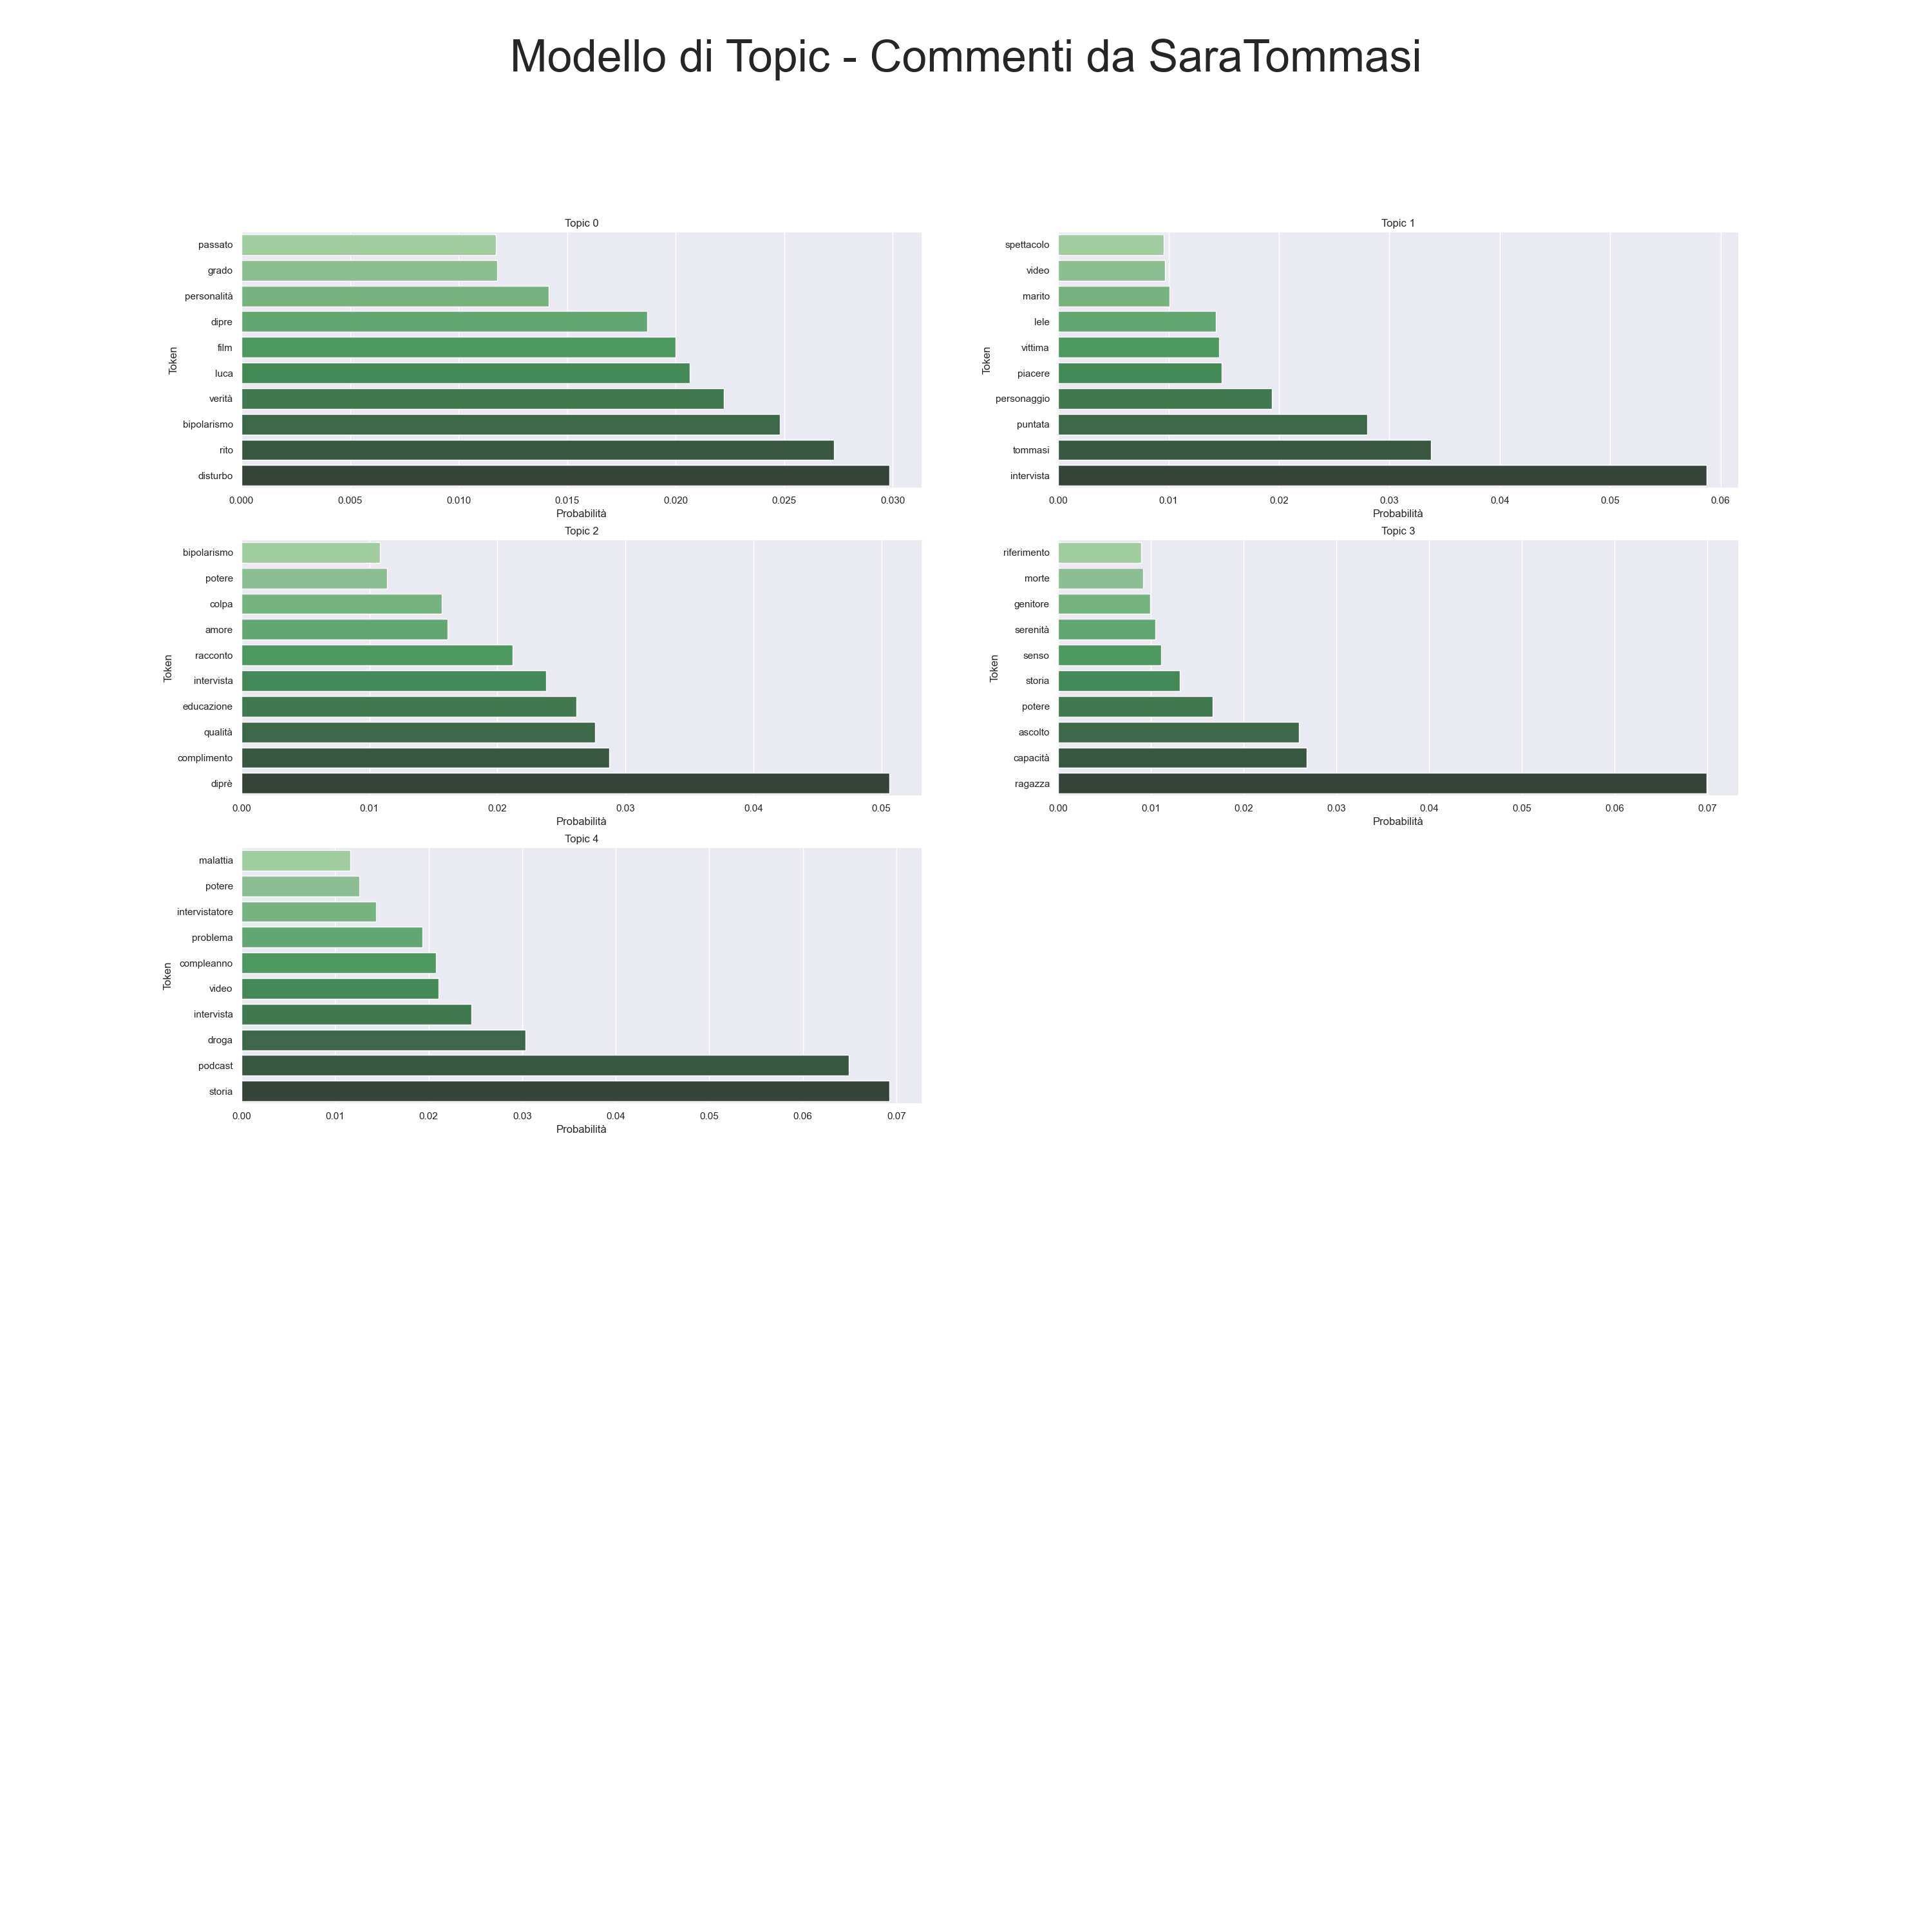 Modello di Topic - Commenti da SaraTommasi
Topic 0
Token
passato
grado
personalità
dipre
film
luca
verità
bipolarismo
rito
disturbo
0.000 0.005 0.010 0.015 0.020 0.025 0.030
Probabilità
Topic 1
Token
spettacolo
video
marito
lele
vittima
piacere
personaggio
puntata
tommasi
intervista
0.00 0.01 0.02 0.03 0.04 0.05 0.06
Probabilità
Topic 2
Token
bipolarismo
potere
colpa
amore
racconto
intervista
educazione
qualità
complimento
diprè
0.00 0.01 0.02 0.03 0.04 0.05
Probabilità
Topic 3
Token
riferimento
morte
genitore
serenità
senso
storia
potere
ascolto
capacità
ragazza
0.00 0.01 0.02 0.03 0.04 0.05 0.06 0.07
Probabilità
Topic 4
Token
malattia
potere
intervistatore
problema
compleanno
video
intervista
droga
podcast
storia
0.00 0.01 0.02 0.03 0.04 0.05 0.06 0.07
Probabilità